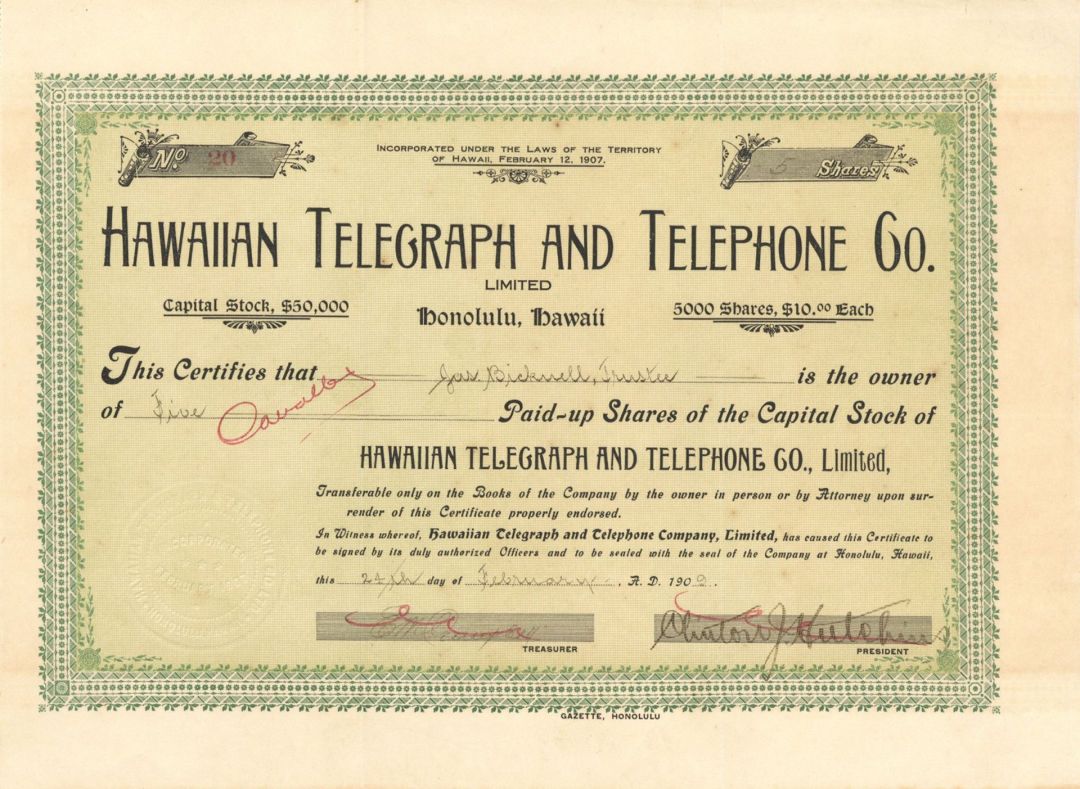 No. 20
INCORPORATED UNDER THE LAWS OF THE TERRITORY
OF HAWAII, FEBRUARY 12, 1907.
5 Shares
HAWAIIAN TELEGRAPH AND TELEPHONE CO.
LIMITED
Capital Stock, $50,000
Honolulu, Hawaii
5000 Shares, $10.00 Each
This Certifies that Jas. Bicknell, Trustee is the owner
of Five Paid-up Shares of the Capital Stock of
HAWAIIAN TELEGRAPH AND TELEPHONE CO., Limited,
Transferable only on the Books of the Company by the owner in person or by Attorney upon sur-
render of this Certificate properly endorsed.
In Witness whereof, Hawaiian Telegraph and Telephone Company, Limited, has caused this Certificate to
be signed by its duly authorized Officers and to be sealed with the seal of the Company at Honolulu, Hawaii,
this 24th day of February A. D. 1909.
Clinton J. Hutchins
TREASURER
PRESIDENT
GAZETTE, HONOLULU